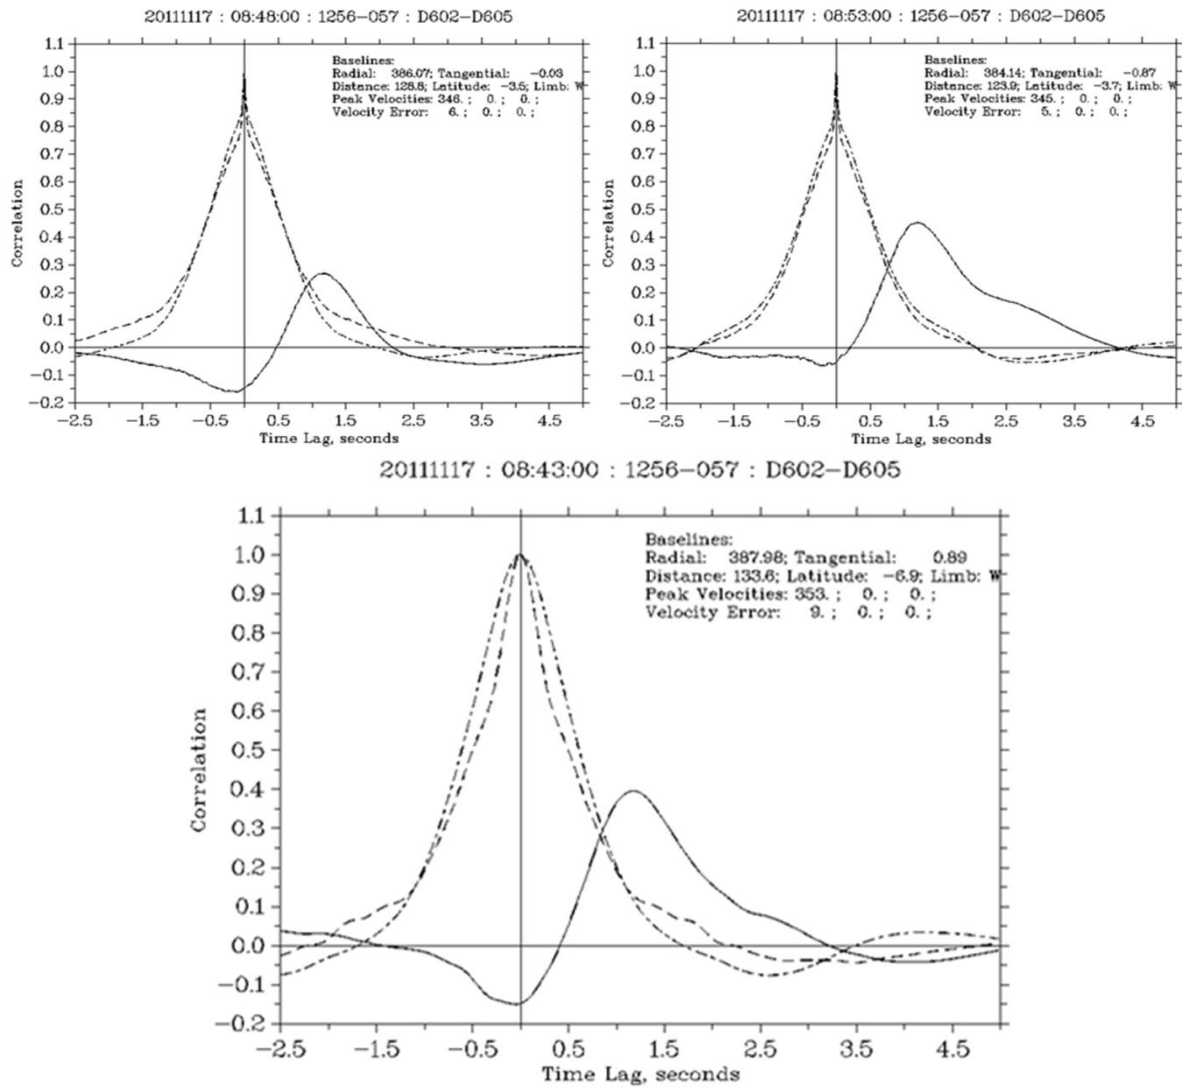 20111117 : 08:48:00 : 1256-057 : D602-D605
Baselines:
Radial: 386.07; Tangential: -0.03
Distance: 128.8; Latitude: -3.5; Limb: W
Peak Velocities: 346. ; 0. ; 0. ;
Velocity Error: 6. ; 0. ; 0. ;
1.1
1.0
0.9
0.8
0.7
0.6
0.5
0.4
0.3
0.2
0.1
0.0
-0.1
-0.2
Correlation
-2.5 -1.5 -0.5 0.5 1.5 2.5 3.5 4.5
Time Lag, seconds
20111117 : 08:53:00 : 1256-057 : D602-D605
Baselines:
Radial: 384.14; Tangential: -0.87
Distance: 123.9; Latitude: -3.7; Limb: W
Peak Velocities: 345. ; 0. ; 0. ;
Velocity Error: 5. ; 0. ; 0. ;
1.1
1.0
0.9
0.8
0.7
0.6
0.5
0.4
0.3
0.2
0.1
0.0
-0.1
-0.2
Correlation
-2.5 -1.5 -0.5 0.5 1.5 2.5 3.5 4.5
Time Lag, seconds
20111117 : 08:43:00 : 1256-057 : D602-D605
Baselines:
Radial: 387.98; Tangential: 0.89
Distance: 133.6; Latitude: -6.9; Limb: W
Peak Velocities: 353. ; 0. ; 0. ;
Velocity Error: 9. ; 0. ; 0. ;
1.1
1.0
0.9
0.8
0.7
0.6
0.5
0.4
0.3
0.2
0.1
0.0
-0.1
-0.2
Correlation
-2.5 -1.5 -0.5 0.5 1.5 2.5 3.5 4.5
Time Lag, seconds